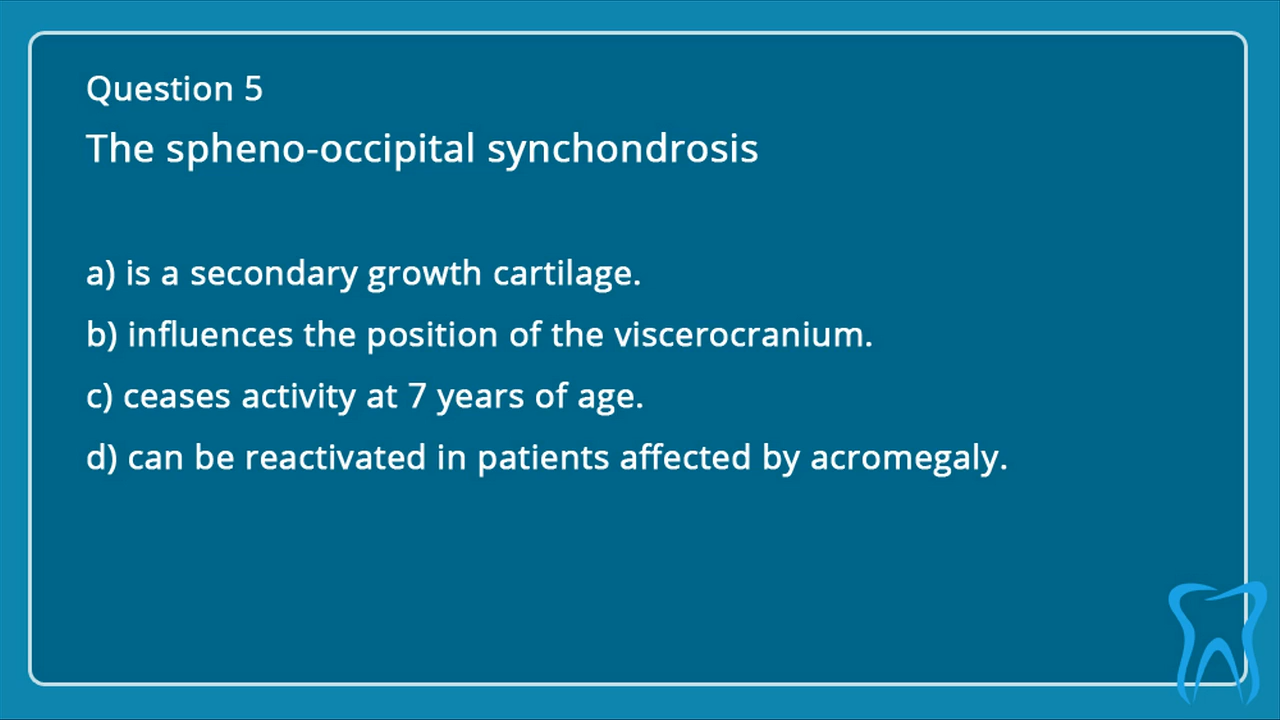 Question 5
The spheno-occipital synchondrosis
a) is a secondary growth cartilage.
b) influences the position of the viscerocranium.
c) ceases activity at 7 years of age.
d) can be reactivated in patients affected by acromegaly.